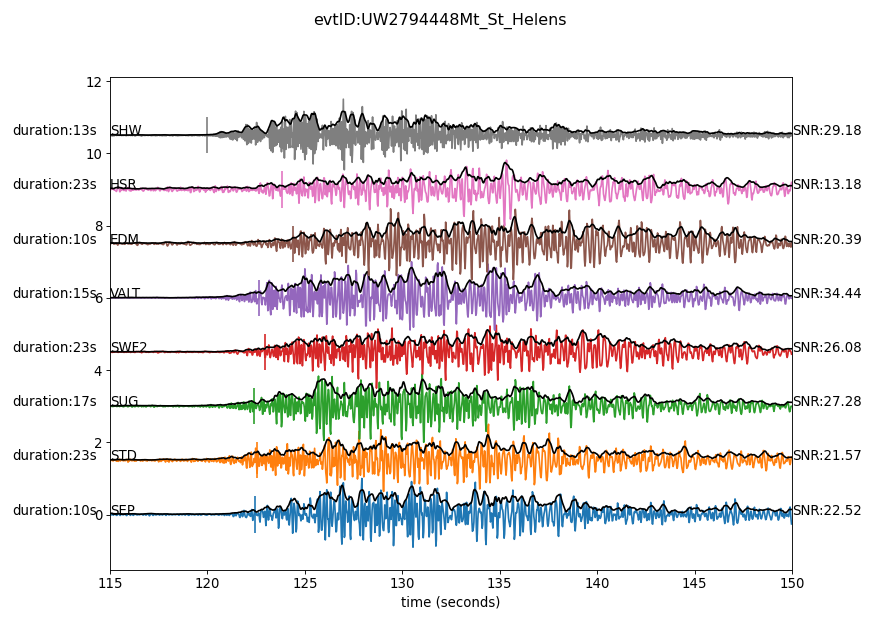 evtID:UW2794448Mt_St_Helens
12
duration:13s SHW SNR:29.18
10
duration:23s HSR SNR:13.18
8
duration:10s EDM SNR:20.39
duration:15s VALT SNR:34.44
6
duration:23s SWF2 SNR:26.08
4
duration:17s SUG SNR:27.28
2
duration:23s STD SNR:21.57
duration:10s SEP SNR:22.52
0
115 120 125 130 135 140 145 150
time (seconds)